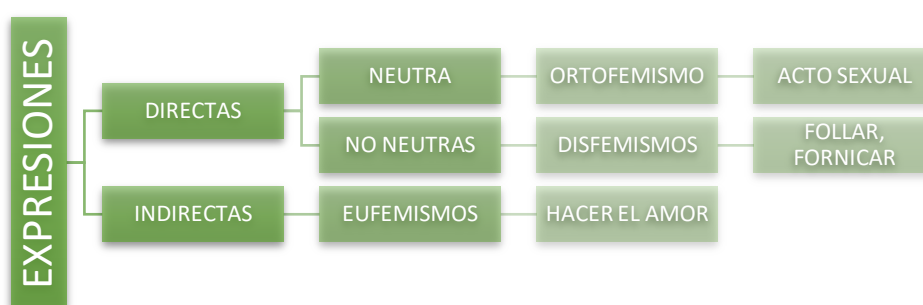 EXPRESIONES
DIRECTAS
NEUTRA
ORTOFEMISMO
ACTO SEXUAL
NO NEUTRAS
DISFEMISMOS
FOLLAR,
FORNICAR
INDIRECTAS
EUFEMISMOS
HACER EL AMOR